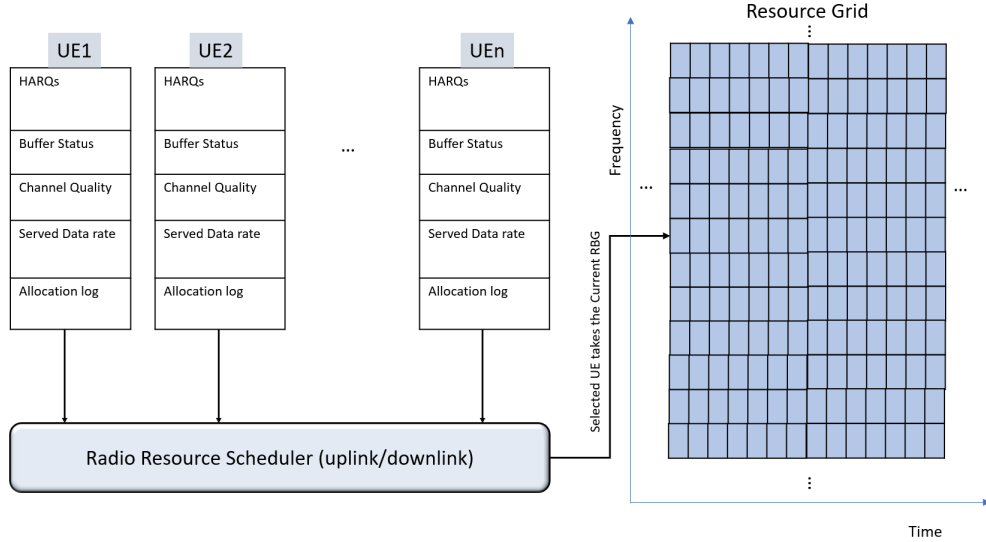 Resource Grid
UE1
UE2
UEn
HARQs
Buffer Status
Channel Quality
Served Data rate
Allocation log
HARQs
Buffer Status
Channel Quality
Served Data rate
Allocation log
...
HARQs
Buffer Status
Channel Quality
Served Data rate
Allocation log
Radio Resource Scheduler (uplink/downlink)
Selected UE takes the Current RBG
Frequency
...
...
...
...
Time